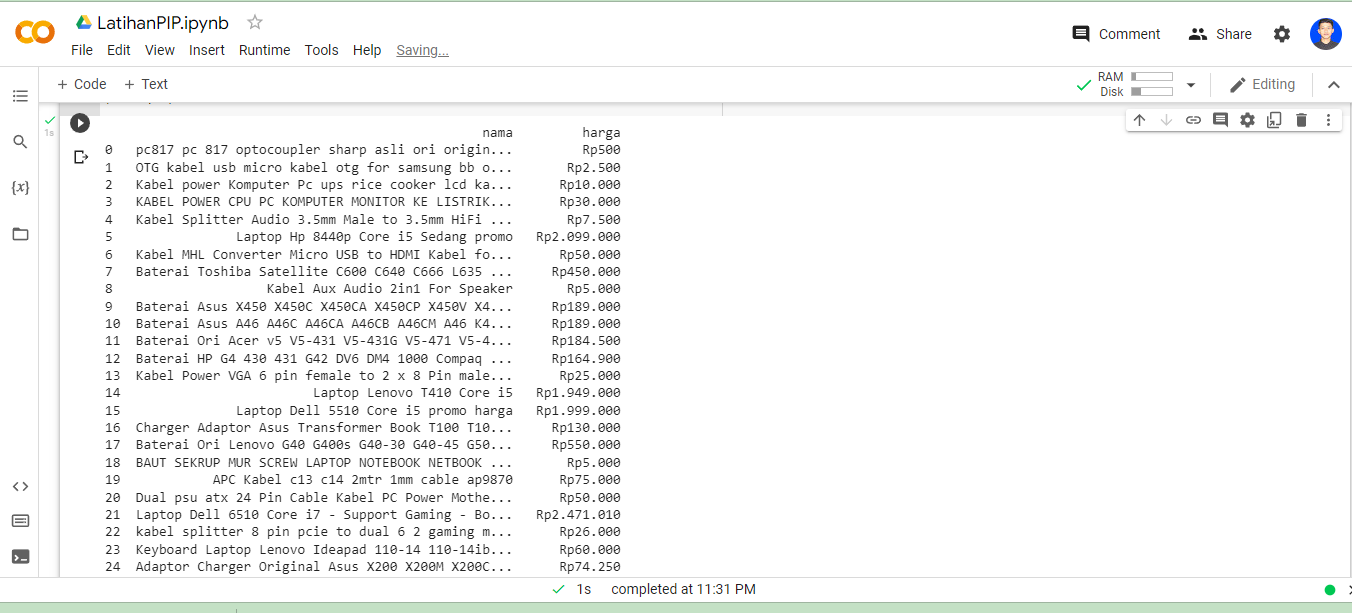 LatihanPIP.ipynb
File Edit View Insert Runtime Tools Help Saving...
Comment Share
+ Code + Text
RAM
Disk
Editing
1s
nama harga
0 pc817 pc 817 optocoupler sharp asli ori origin... Rp500
1 OTG kabel usb micro kabel otg for samsung bb o... Rp2.500
2 Kabel power Komputer Pc ups rice cooker lcd ka... Rp10.000
3 KABEL POWER CPU PC KOMPUTER MONITOR KE LISTRIK... Rp30.000
4 Kabel Splitter Audio 3.5mm Male to 3.5mm HiFi ... Rp7.500
5 Laptop Hp 8440p Core i5 Sedang promo Rp2.099.000
6 Kabel MHL Converter Micro USB to HDMI Kabel fo... Rp50.000
7 Baterai Toshiba Satellite C600 C640 C666 L635 ... Rp450.000
8 Kabel Aux Audio 2in1 For Speaker Rp5.000
9 Baterai Asus X450 X450C X450CA X450CP X450V X4... Rp189.000
10 Baterai Asus A46 A46C A46CA A46CB A46CM A46 K4... Rp189.000
11 Baterai Ori Acer v5 V5-431 V5-431G V5-471 V5-4... Rp184.500
12 Baterai HP G4 430 431 G42 DV6 DM4 1000 Compaq ... Rp164.900
13 Kabel Power VGA 6 pin female to 2 x 8 Pin male... Rp25.000
14 Laptop Lenovo T410 Core i5 Rp1.949.000
15 Laptop Dell 5510 Core i5 promo harga Rp1.999.000
16 Charger Adaptor Asus Transformer Book T100 T10... Rp130.000
17 Baterai Ori Lenovo G40 G400s G40-30 G40-45 G50... Rp550.000
18 BAUT SEKRUP MUR SCREW LAPTOP NOTEBOOK NETBOOK ... Rp5.000
19 APC Kabel c13 c14 2mtr 1mm cable ap9870 Rp75.000
20 Dual psu atx 24 Pin Cable Kabel PC Power Mothe... Rp50.000
21 Laptop Dell 6510 Core i7 - Support Gaming - Bo... Rp2.471.010
22 kabel splitter 8 pin pcie to dual 6 2 gaming m... Rp26.000
23 Keyboard Laptop Lenovo Ideapad 110-14 110-14ib... Rp60.000
24 Adaptor Charger Original Asus X200 X200M X200C... Rp74.250
1s completed at 11:31 PM